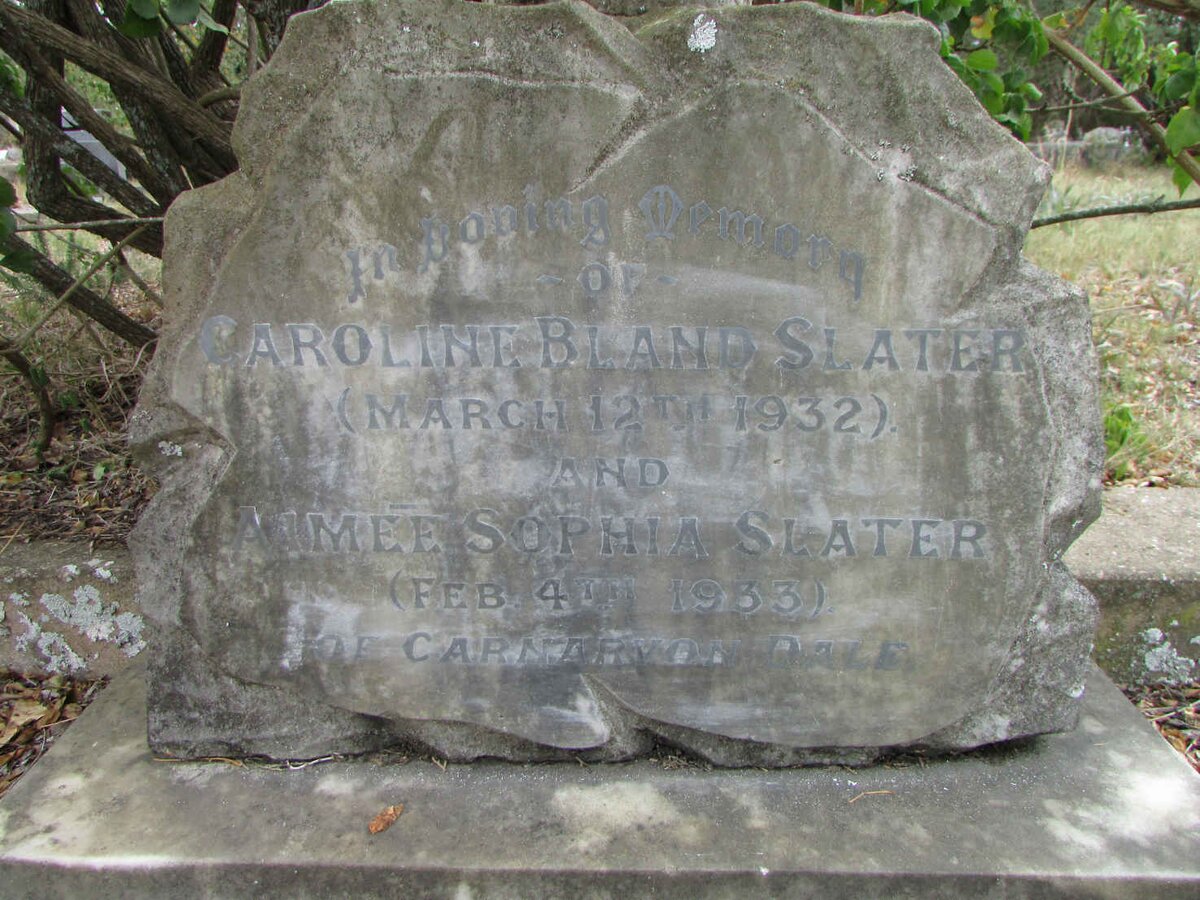 In Loving Memory
- OF -
CAROLINE BLAND SLATER
(MARCH 12TH 1932).
AND
AIMÉE SOPHIA SLATER
(FEB. 4TH 1933).
OF CARNARVON DALE.